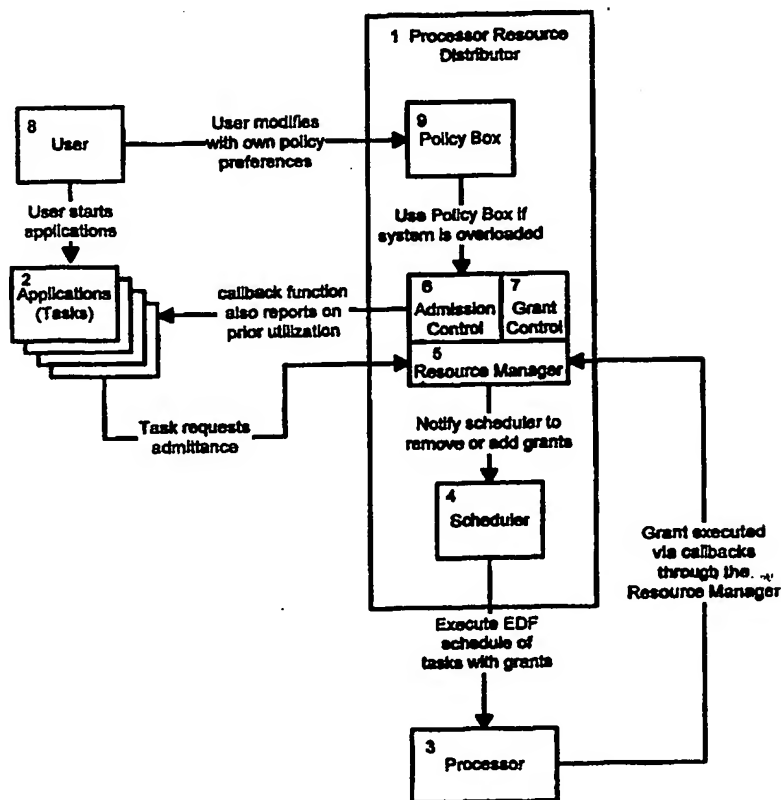 1 Processor Resource
Distributor
8
User
User modifies
with own policy
preferences
9
Policy Box
User starts
applications
Use Policy Box if
system is overloaded
2
Applications
(Tasks)
callback function
also reports on
prior utilization
6
Admission
Control
7
Grant
Control
5
Resource Manager
Task requests
admittance
Notify scheduler to
remove or add grants
4
Scheduler
Grant executed
via callbacks
through the
Resource Manager
Execute EDF
schedule of
tasks with grants
3
Processor